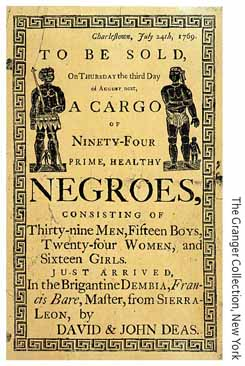 Charlestown, July 24th, 1769.
TO BE SOLD,
On THURSDAY the third Day
of AUGUST next,
A CARGO
OF
NINETY-FOUR
PRIME, HEALTHY
NEGROES,
CONSISTING OF
Thirty-nine MEN, Fifteen BOYS,
Twenty-four WOMEN, and
Sixteen GIRLS.
JUST ARRIVED,
In the Brigantine DEMBIA, Fran-
cis Bare, Master, from SIERRA-
LEON, by
DAVID & JOHN DEAS.
The Granger Collection, New York